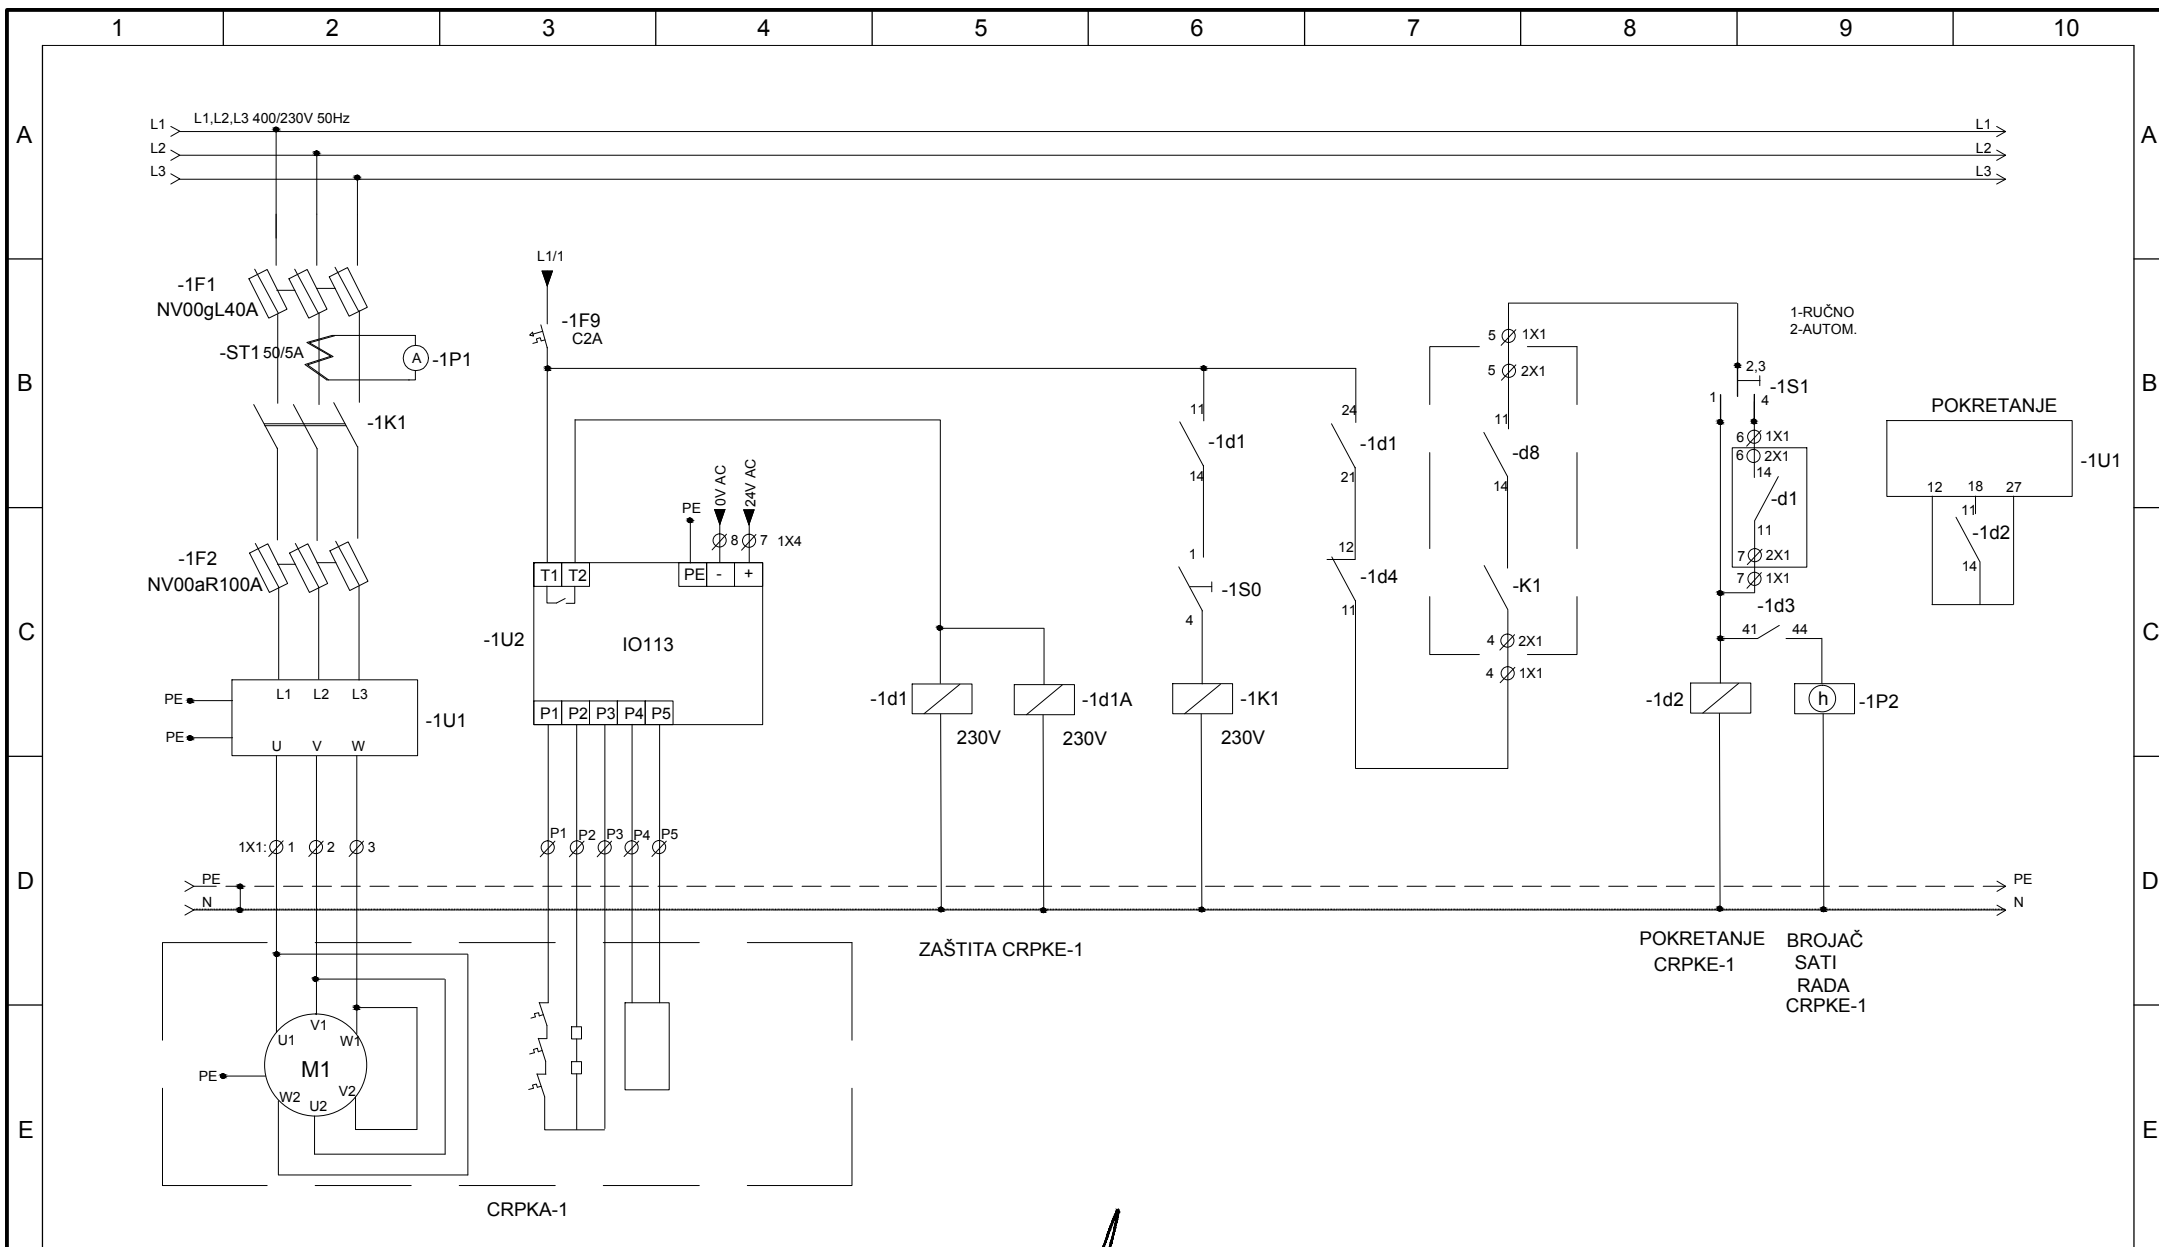 1 2 3 4 5 6 7 8 9 10
A A
L1 L1,L2,L3 400/230V 50Hz L1
L2 L2
L3 L3
L1/1
-1F1
NV00gL40A
-1F9
C2A
1-RUČNO
2-AUTOM.
5 1X1
-ST1 50/5A A -1P1
B B
5 2X1
2,3
-1S1
1 4
-1K1
11 24 11
POKRETANJE
-1d1 -1d1 -d8
6 1X1
6 2X1
14 21 14
14
-d1
-1U1
12 18 27
0V AC 24V AC
PE
8 7 1X4
11
11
-1d2
14
-1F2
NV00aR100A
T1 T2 PE - +
1 12
7 2X1
7 1X1
-1S0 -1d4 -K1
4 11
-1d3
C C
-1U2 IO113
41 44
4 2X1
4 1X1
PE L1 L2 L3
-1U1
PE U V W
P1 P2 P3 P4 P5
-1d1 -1d1A -1K1 -1d2 h -1P2
230V 230V 230V
1X1: 1 2 3
P1 P2 P3 P4 P5
D D
PE PE
N N
ZAŠTITA CRPKE-1
POKRETANJE
CRPKE-1
BROJAČ
SATI
RADA
CRPKE-1
U1 V1 W1
PE M1
W2 U2 V2
E E
CRPKA-1